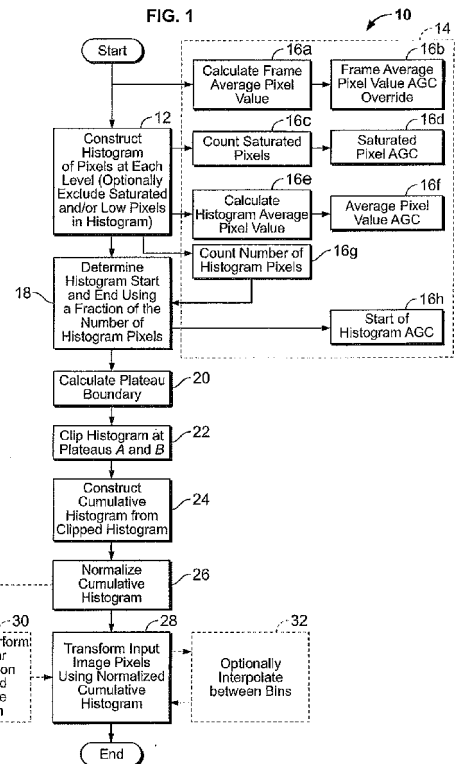 FIG. 1
10
14
Start
16a
Calculate Frame
Average Pixel
Value
16b
Frame Average
Pixel Value AGC
Override
12
Construct
Histogram
of Pixels at Each
Level (Optionally
Exclude Saturated
and/or Low Pixels
in Histogram)
16c
Count Saturated
Pixels
16d
Saturated
Pixel AGC
16e
Calculate
Histogram Average
Pixel Value
16f
Average Pixel
Value AGC
Count Number of
Histogram Pixels
16g
18
Determine
Histogram Start
and End Using
a Fraction of the
Number of
Histogram Pixels
16h
Start of
Histogram AGC
Calculate Plateau
Boundary
20
Clip Histogram at
Plateaus A and B
22
Construct
Cumulative
Histogram from
Clipped Histogram
24
Normalize
Cumulative
Histogram
26
30
28
Transform Input
Image Pixels
Using Normalized
Cumulative
Histogram
32
Optionally
Interpolate
between Bins
End